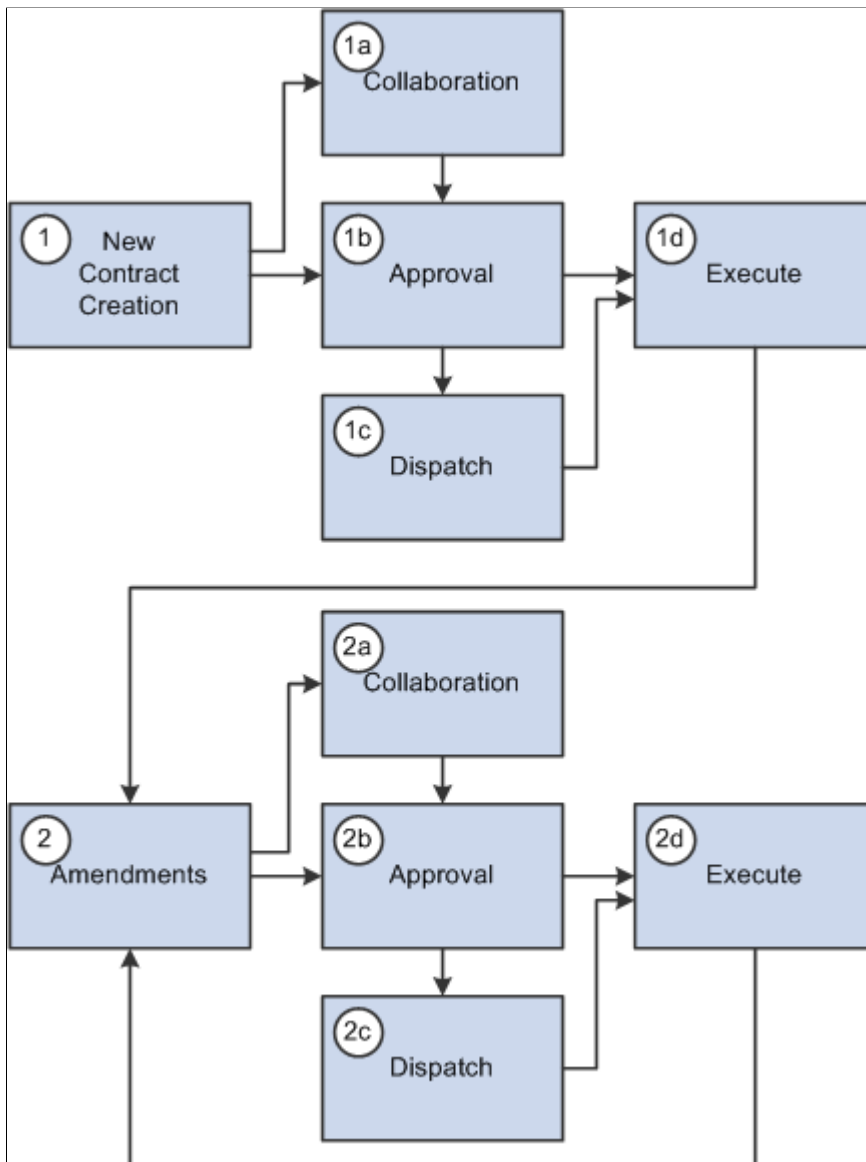 1a
Collaboration
1
New
Contract
Creation
1b
Approval
1d
Execute
1c
Dispatch
2a
Collaboration
2
Amendments
2b
Approval
2d
Execute
2c
Dispatch